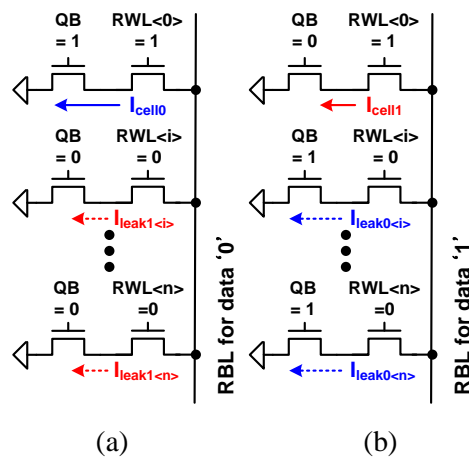 QB RWL<0>
= 1 = 1
Icell0
QB RWL<i>
= 0 = 0
Ileak1<i>
QB RWL<n>
= 0 =0
Ileak1<n>
RBL for data ‘0’
(a)
QB RWL<0>
= 0 = 1
Icell1
QB RWL<i>
= 1 = 0
Ileak0<i>
QB RWL<n>
= 1 =0
Ileak0<n>
RBL for data ‘1’
(b)